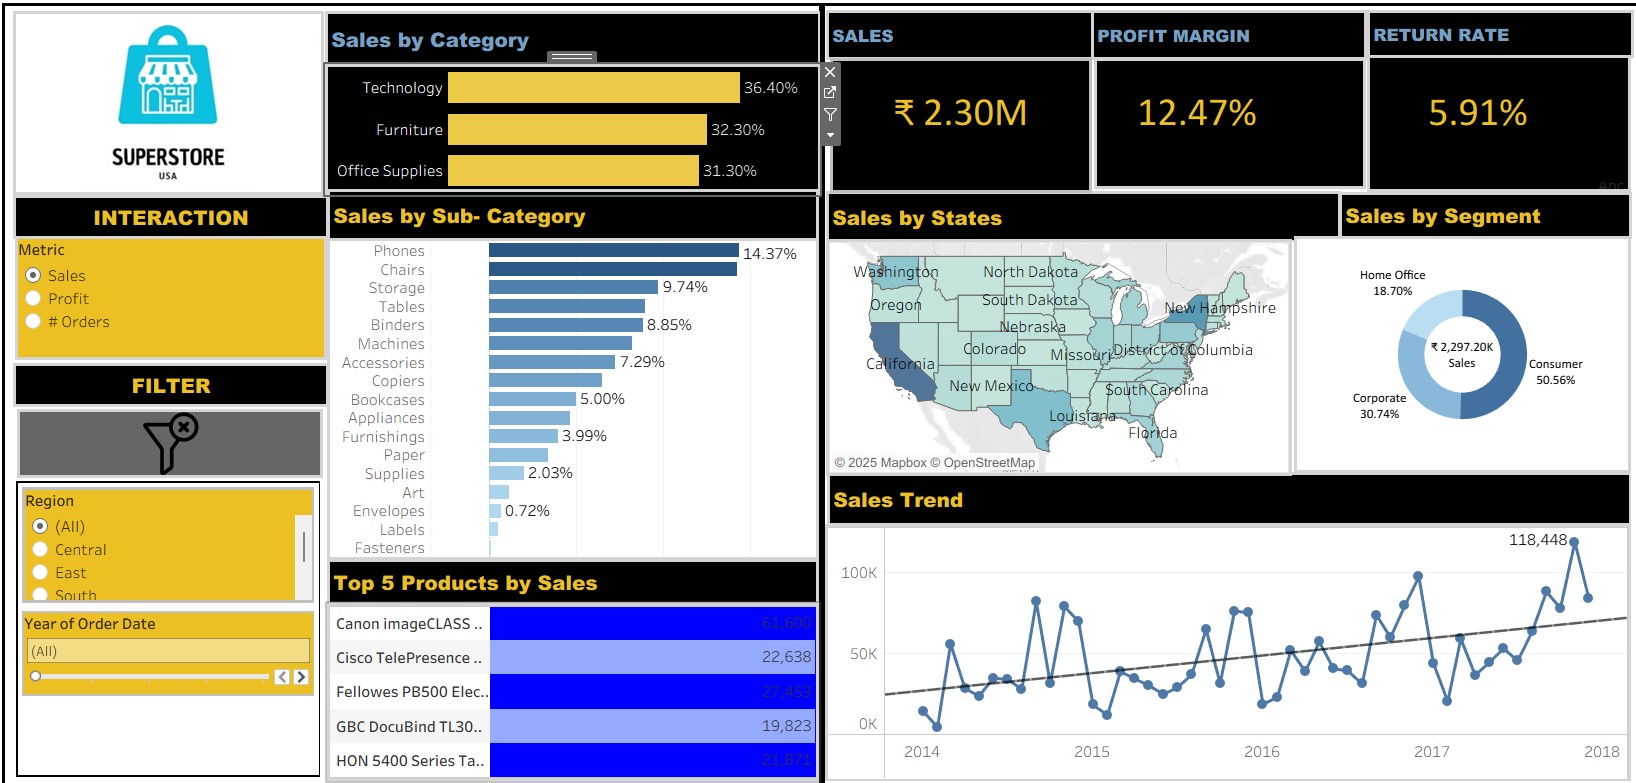 SUPERSTORE
USA
INTERACTION
Metric
Sales
Profit
# Orders
FILTER
Region
(All)
Central
East
South
Year of Order Date
(All)
Sales by Category
Technology 36.40%
Furniture 32.30%
Office Supplies 31.30%
Sales by Sub- Category
Phones 14.37%
Chairs
Storage 9.74%
Tables
Binders 8.85%
Machines
Accessories 7.29%
Copiers
Bookcases 5.00%
Appliances
Furnishings 3.99%
Paper
Supplies 2.03%
Art
Envelopes 0.72%
Labels
Fasteners
Top 5 Products by Sales
Canon imageCLASS .. 61,600
Cisco TelePresence .. 22,638
Fellowes PB500 Elec.. 27,453
GBC DocuBind TL30.. 19,823
HON 5400 Series Ta.. 21,871
SALES
₹ 2.30M
PROFIT MARGIN
12.47%
RETURN RATE
5.91%
Abc
Sales by States
Washington
North Dakota
Oregon
South Dakota
New Hampshire
Nebraska
Colorado
Missouri
District of Columbia
California
New Mexico
South Carolina
Louisiana
Florida
© 2025 Mapbox © OpenStreetMap
Sales by Segment
Home Office
18.70%
₹ 2,297.20K
Sales
Consumer
50.56%
Corporate
30.74%
Sales Trend
118,448
100K
50K
0K
2014 2015 2016 2017 2018